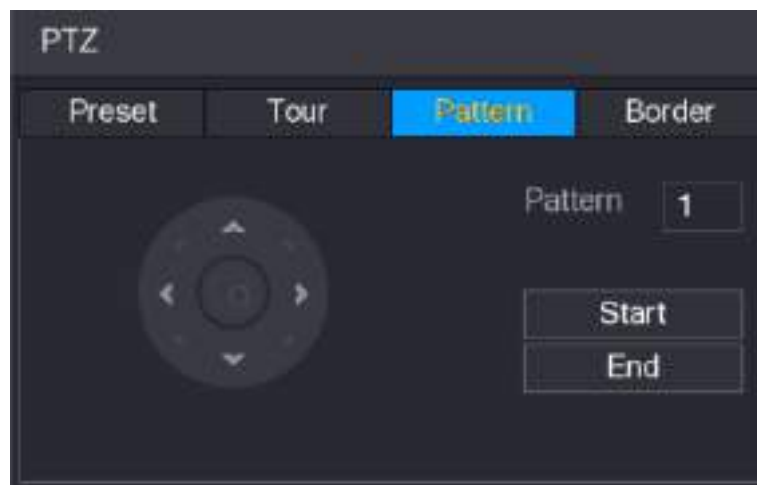 PTZ
Preset Tour Pattern Border
Pattern 1
Start
End